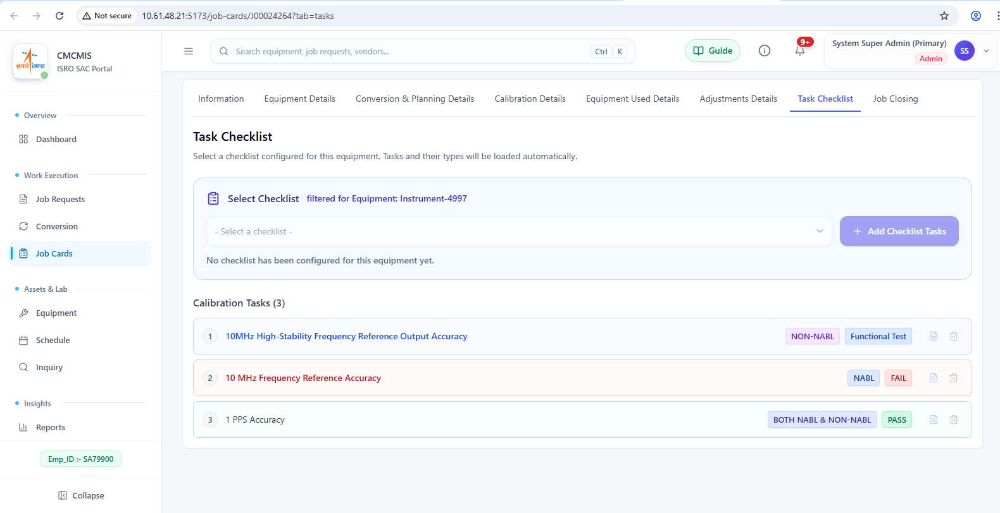 Not secure
10.61.48.21:5173/job-cards/J00024264?tab=tasks
इसरो isro
CMCMIS
ISRO SAC Portal
Search equipment, job requests, vendors...
Ctrl K
Guide
9+
System Super Admin (Primary)
Admin
SS
Overview
Dashboard
Work Execution
Job Requests
Conversion
Job Cards
Assets & Lab
Equipment
Schedule
Inquiry
Insights
Reports
Emp_ID :- SA79900
Collapse
Information Equipment Details Conversion & Planning Details Calibration Details Equipment Used Details Adjustments Details Task Checklist Job Closing
Task Checklist
Select a checklist configured for this equipment. Tasks and their types will be loaded automatically.
Select Checklist filtered for Equipment: Instrument-4997
- Select a checklist -
+ Add Checklist Tasks
No checklist has been configured for this equipment yet.
Calibration Tasks (3)
1 10MHz High-Stability Frequency Reference Output Accuracy NON-NABL Functional Test
2 10 MHz Frequency Reference Accuracy NABL FAIL
3 1 PPS Accuracy BOTH NABL & NON-NABL PASS